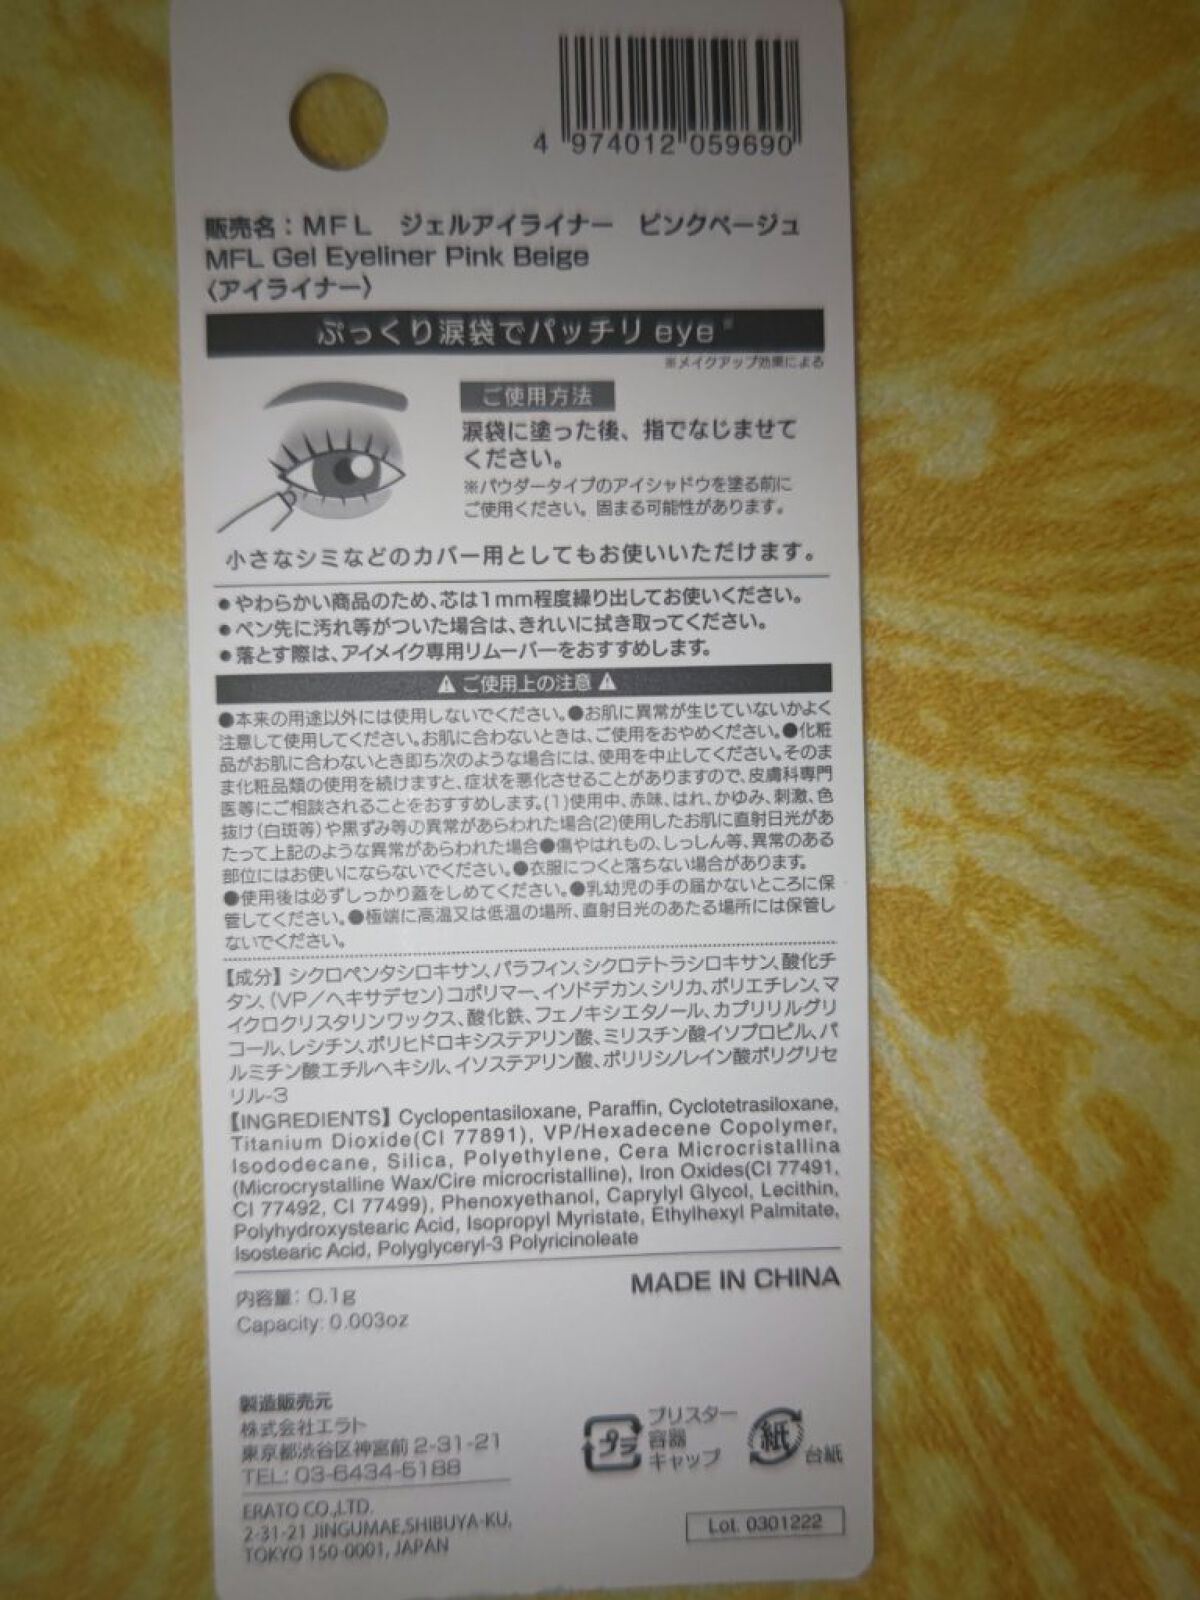 4 974012 059690
販売名：MFL ジェルアイライナー ピンクベージュ
MFL Gel Eyeliner Pink Beige
〈アイライナー〉
ぷっくり涙袋でパッチリeye※
※メイクアップ効果による
ご使用方法
涙袋に塗った後、指でなじませて
ください。
※パウダータイプのアイシャドウを塗る前に
ご使用ください。固まる可能性があります。
小さなシミなどのカバー用としてもお使いいただけます。
●やわらかい商品のため、芯は1mm程度繰り出してお使いください。
●ペン先に汚れ等がついた場合は、きれいに拭き取ってください。
●落とす際は、アイメイク専用リムーバーをおすすめします。
⚠ ご使用上の注意 ⚠
●本来の用途以外には使用しないでください。●お肌に異常が生じていないかよく
注意して使用してください。お肌に合わないときは、ご使用をおやめください。●化粧
品がお肌に合わないとき即ち次のような場合には、使用を中止してください。そのま
ま化粧品類の使用を続けますと、症状を悪化させることがありますので、皮膚科専門
医等にご相談されることをおすすめします。(1)使用中、赤味、はれ、かゆみ、刺激、色
抜け（白斑等）や黒ずみ等の異常があらわれた場合(2)使用したお肌に直射日光があ
たって上記のような異常があらわれた場合●傷やはれもの、しっしん等、異常のある
部位にはお使いにならないでください。●衣服につくと落ちない場合があります。
●使用後は必ずしっかり蓋をしめてください。●乳幼児の手の届かないところに保
管してください。●極端に高温又は低温の場所、直射日光のあたる場所には保管し
ないでください。
【成分】シクロペンタシロキサン、パラフィン、シクロテトラシロキサン、酸化チ
タン、(VP／ヘキサデセン)コポリマー、イソドデカン、シリカ、ポリエチレン、マ
イクロクリスタリンワックス、酸化鉄、フェノキシエタノール、カプリリルグリ
コール、レシチン、ポリヒドロキシステアリン酸、ミリスチン酸イソプロピル、パ
ルミチン酸エチルヘキシル、イソステアリン酸、ポリリシノレイン酸ポリグリセ
リル-3
【INGREDIENTS】Cyclopentasiloxane, Paraffin, Cyclotetrasiloxane,
Titanium Dioxide(CI 77891), VP/Hexadecene Copolymer,
Isododecane, Silica, Polyethylene, Cera Microcristallina
(Microcrystalline Wax/Cire microcristalline), Iron Oxides(CI 77491,
CI 77492, CI 77499), Phenoxyethanol, Caprylyl Glycol, Lecithin,
Polyhydroxystearic Acid, Isopropyl Myristate, Ethylhexyl Palmitate,
Isostearic Acid, Polyglyceryl-3 Polyricinoleate
内容量：0.1g
Capacity: 0.003oz
MADE IN CHINA
製造販売元
株式会社エラト
東京都渋谷区神宮前2-31-21
TEL: 03-6434-5188
ERATO CO.,LTD.
2-31-21 JINGUMAE,SHIBUYA-KU,
TOKYO 150-0001, JAPAN
プラ
ブリスター
容器
キャップ
紙
台紙
Lot. 0301222